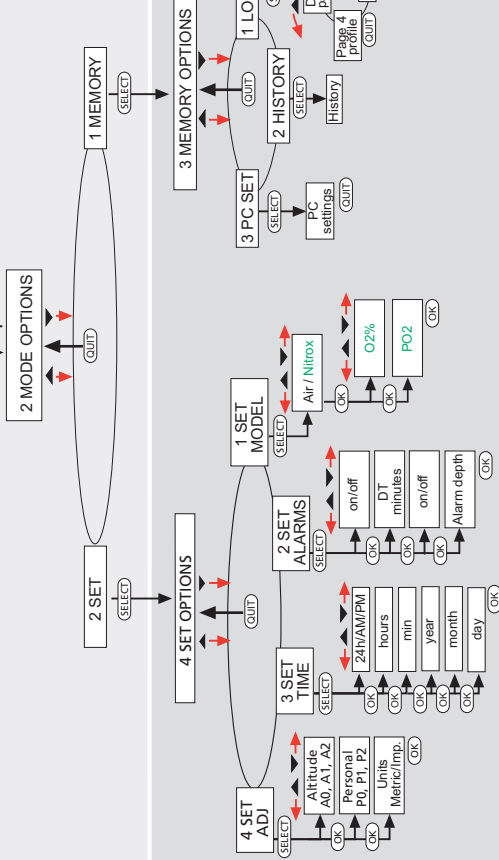 2 MODE OPTIONS
QUIT
2 SET
SELECT
1 MEMORY
SELECT
4 SET OPTIONS
QUIT
4 SET
ADJ
SELECT
Altitude
A0, A1, A2
OK
Personal
P0, P1, P2
OK
Units
Metric/Imp.
OK
3 SET
TIME
SELECT
24h/AM/PM
OK
hours
OK
min
OK
year
OK
month
OK
day
OK
2 SET
ALARMS
SELECT
on/off
OK
DT
minutes
OK
on/off
OK
Alarm depth
OK
1 SET
MODEL
SELECT
Air / Nitrox
OK
O2%
OK
PO2
OK
3 MEMORY OPTIONS
QUIT
3 PC SET
SELECT
PC
settings
QUIT
2 HISTORY
SELECT
History
1 LO
Page 4
profile
QUIT